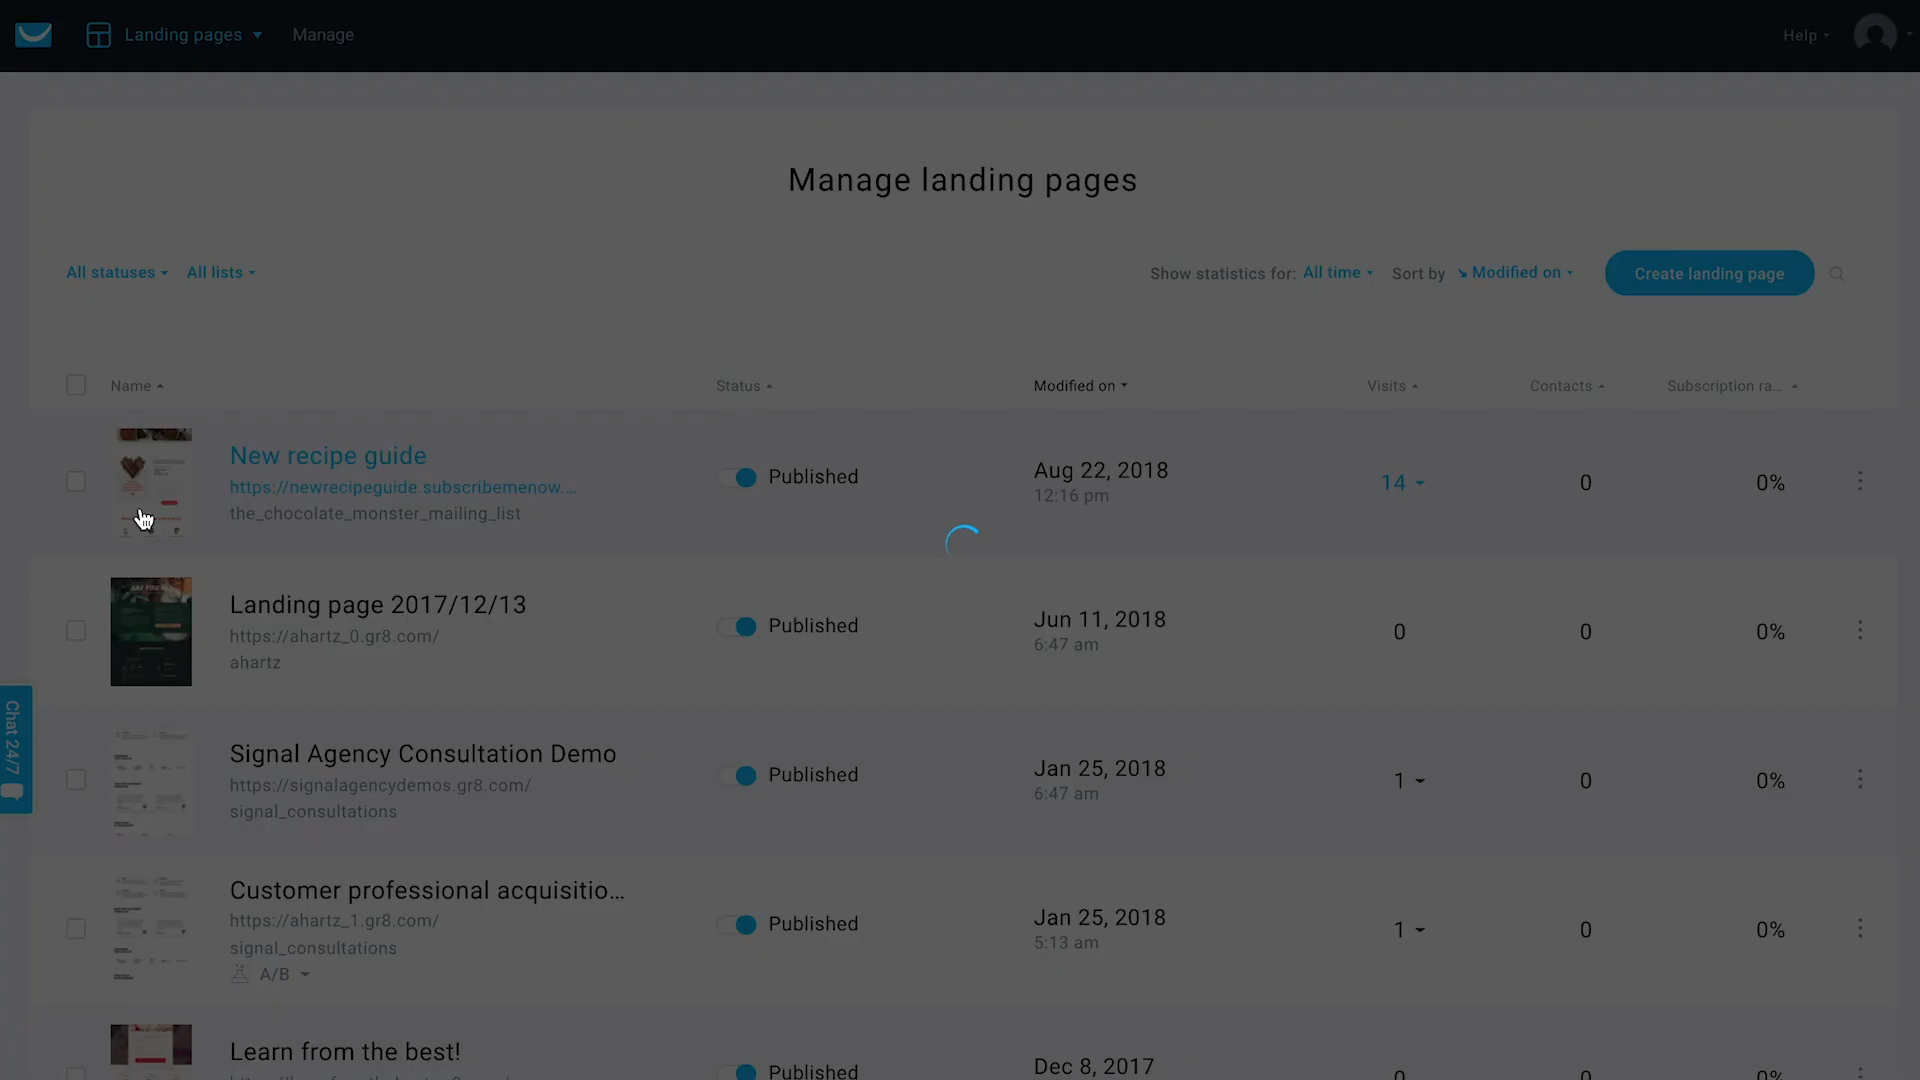 Landing pages
Manage
Help
Manage landing pages
All statuses
All lists
Show statistics for: All time
Sort by Modified on
Create landing page
Name
Status
Modified on
Visits
Contacts
Subscription ra...
New recipe guide
https://newrecipeguide.subscribemenow....
the_chocolate_monster_mailing_list
Published
Aug 22, 2018
12:16 pm
14
0
0%
Landing page 2017/12/13
https://ahartz_0.gr8.com/
ahartz
Published
Jun 11, 2018
6:47 am
0
0
0%
Signal Agency Consultation Demo
https://signalagencydemos.gr8.com/
signal_consultations
Published
Jan 25, 2018
6:47 am
1
0
0%
Customer professional acquisitio...
https://ahartz_1.gr8.com/
signal_consultations
A/B
Published
Jan 25, 2018
5:13 am
1
0
0%
Learn from the best!
Published
Dec 8, 2017
0
0
0%
Chat 24/7